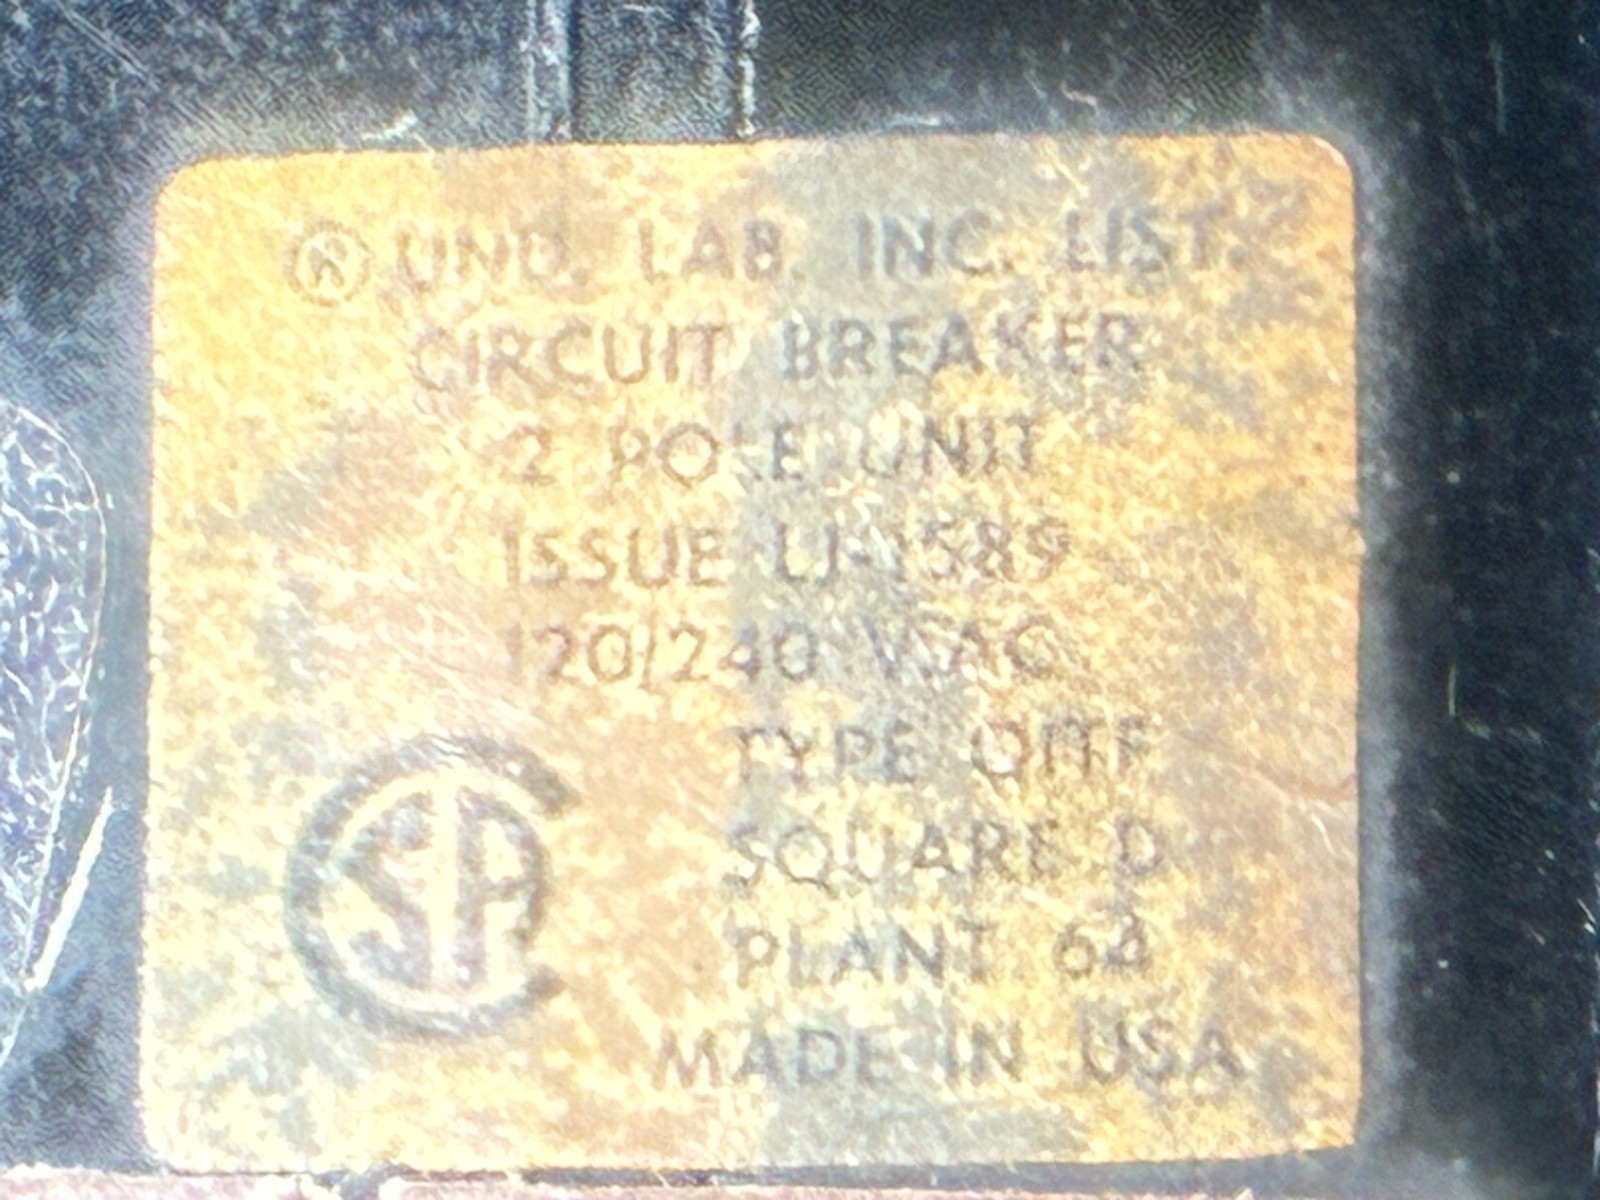 UND. LAB. INC. LIST.
CIRCUIT BREAKER
2 POLE UNIT
ISSUE LJ-1589
120/240 V. AC.
TYPE
SQUARE D
PLANT 64
MADE IN USA
SA